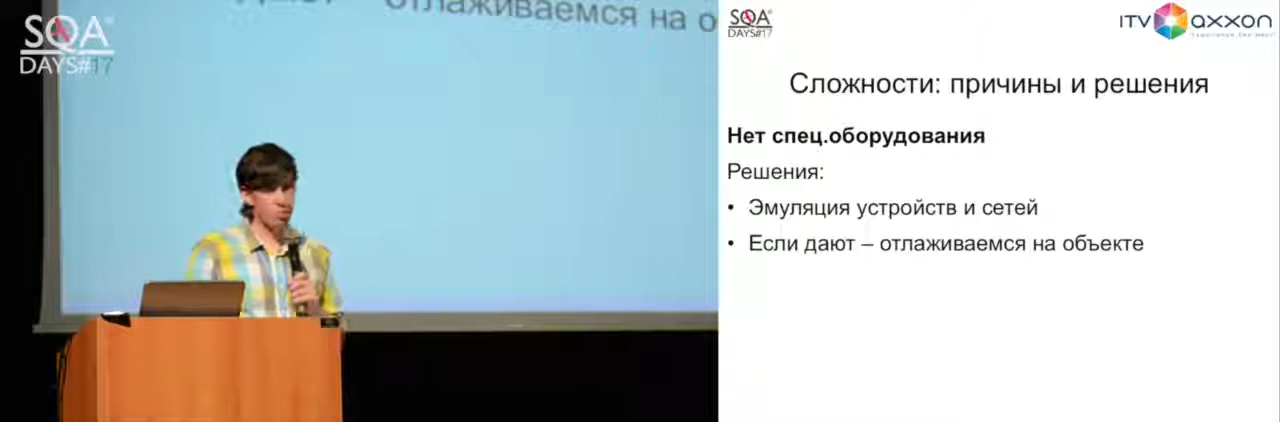 SQA
DAYS#17
отлаживаемся на о
SQA
DAYS#17
ITV
axxon
Сложности: причины и решения
Нет спец.оборудования
Решения:
• Эмуляция устройств и сетей
• Если дают – отлаживаемся на объекте